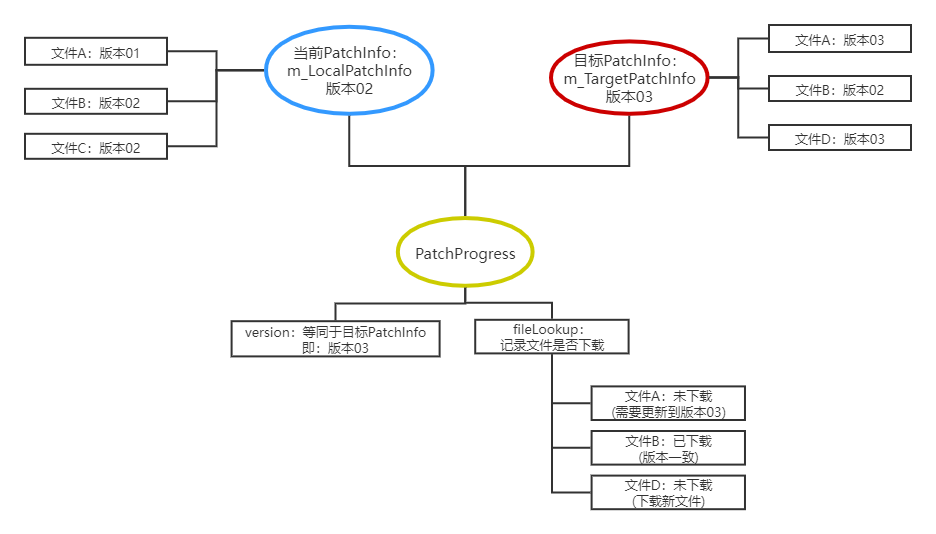 文件A：版本01
文件B：版本02
文件C：版本02
当前PatchInfo：
m_LocalPatchInfo
版本02
目标PatchInfo：
m_TargetPatchInfo
版本03
文件A：版本03
文件B：版本02
文件D：版本03
PatchProgress
version：等同于目标PatchInfo
即：版本03
fileLookup：
记录文件是否下载
文件A：未下载
(需要更新到版本03)
文件B：已下载
(版本一致)
文件D：未下载
(下载新文件)